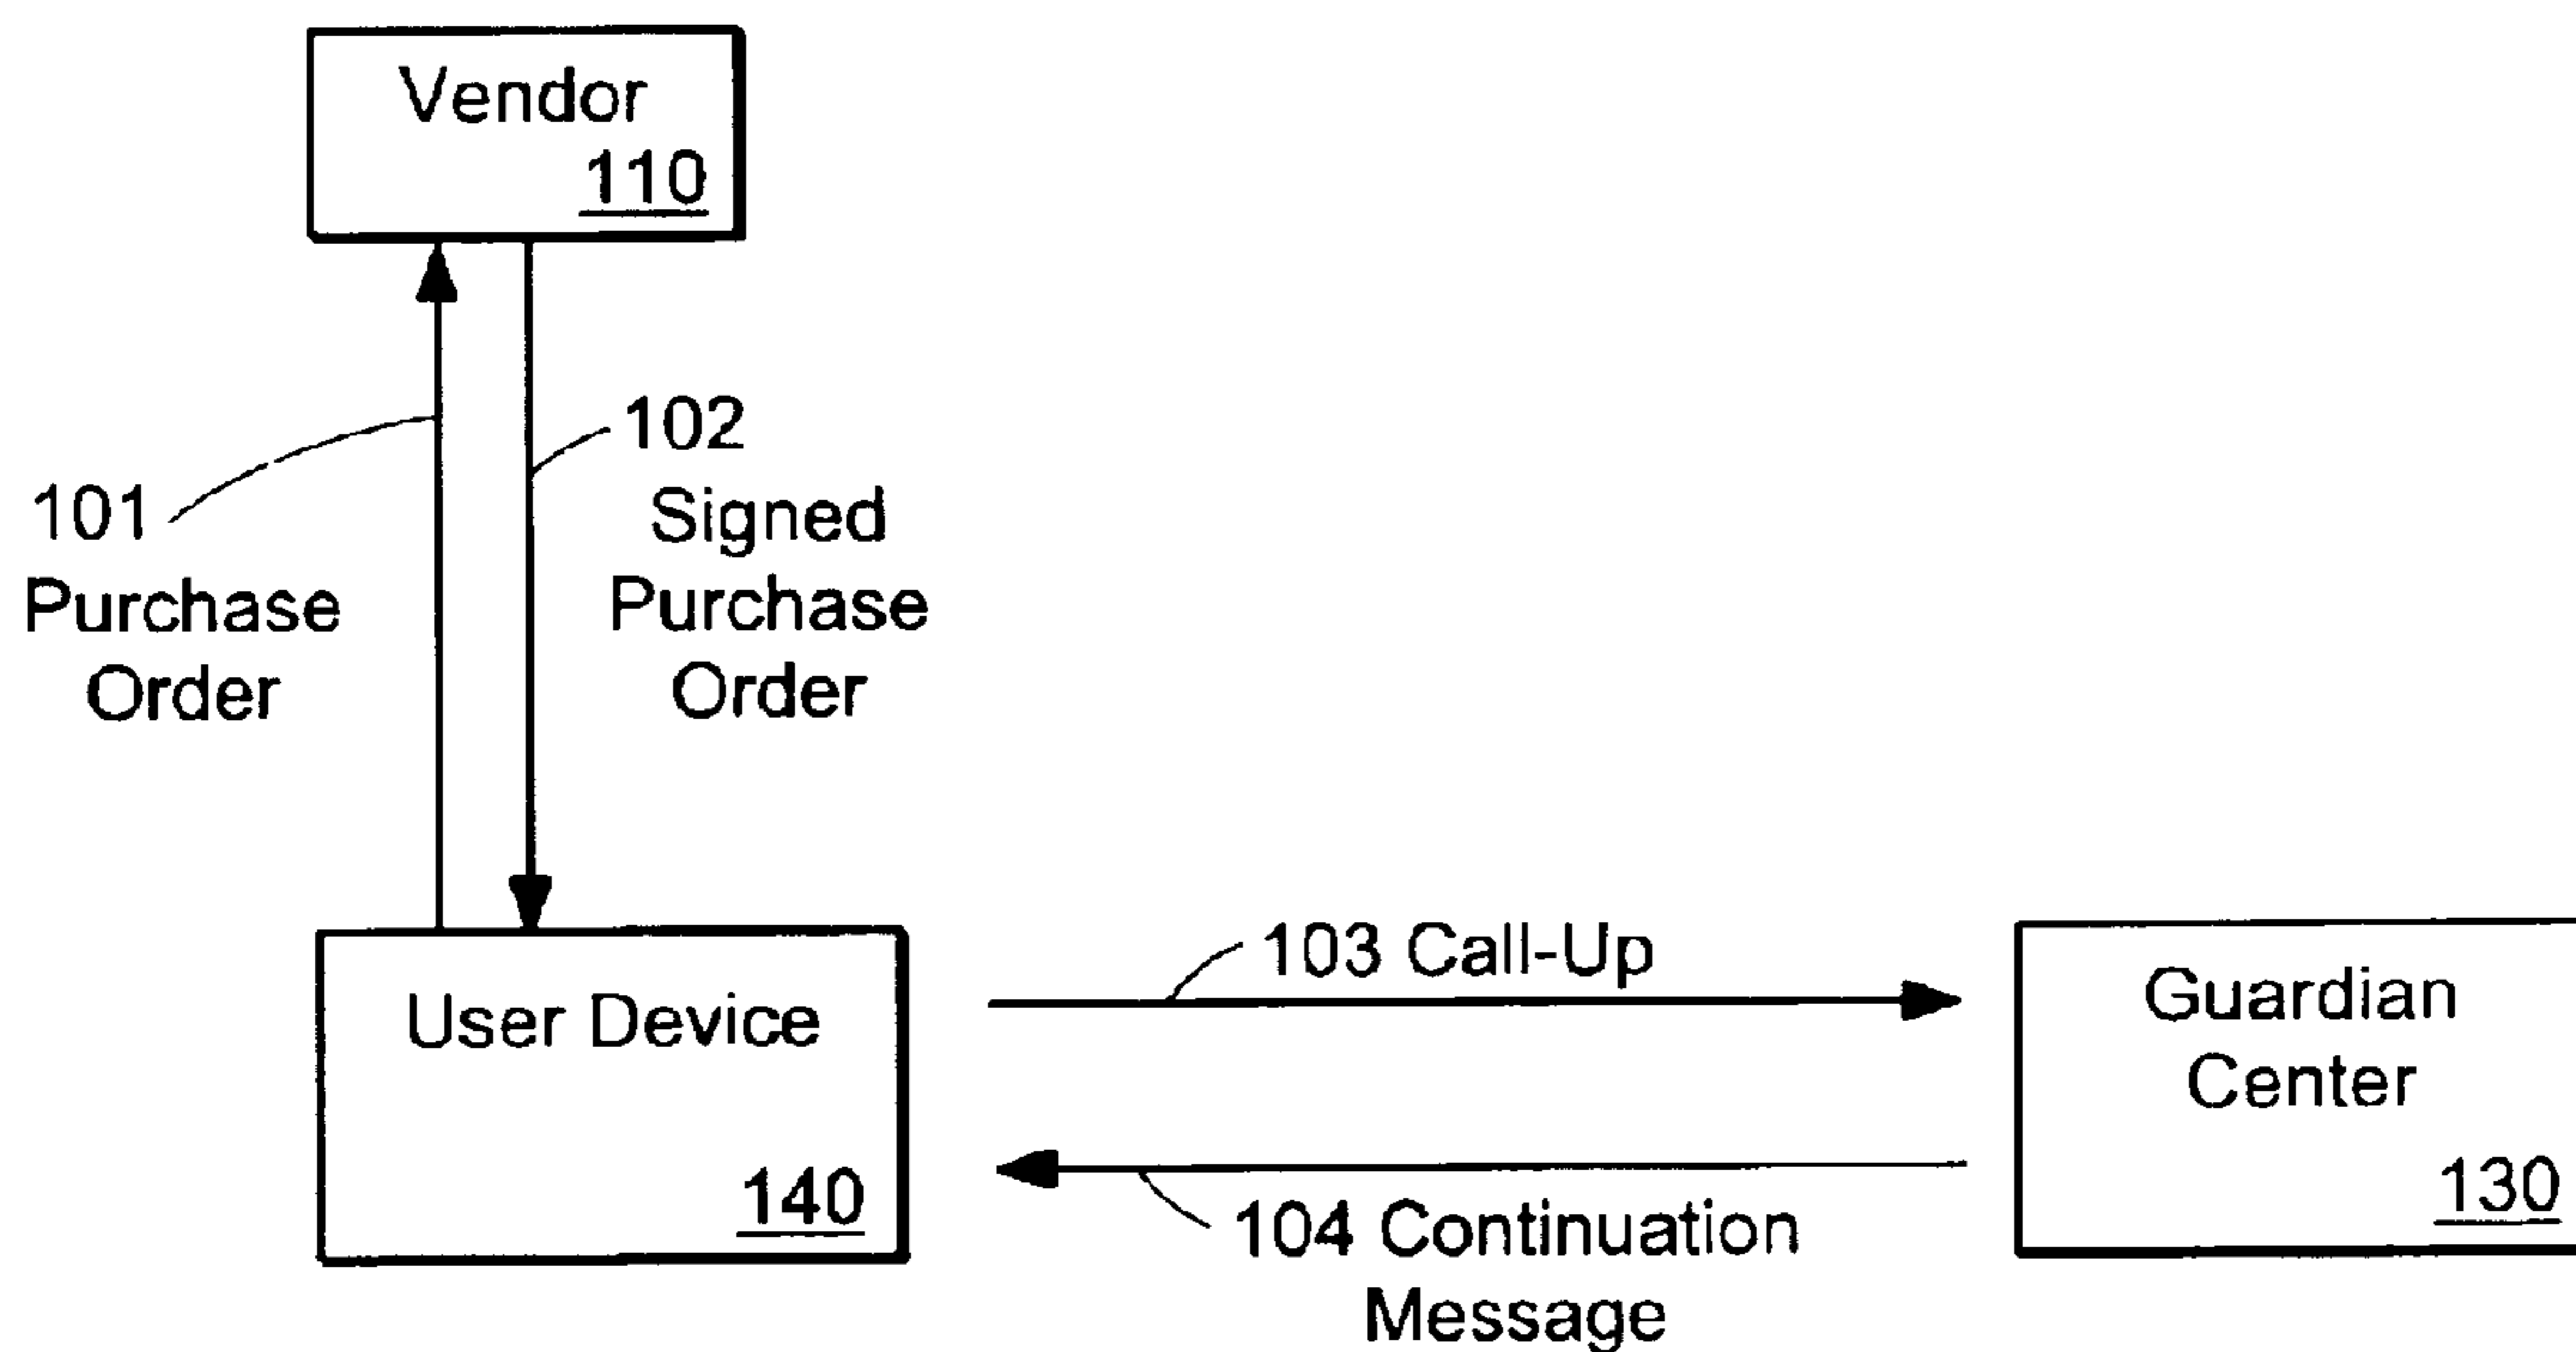 Vendor
110
101
Purchase
Order
102
Signed
Purchase
Order
User Device
140
103 Call-Up
104 Continuation
Message
Guardian
Center
130